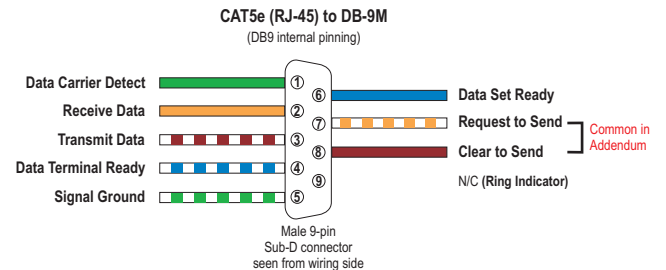 CAT5e (RJ-45) to DB-9M
(DB9 internal pinning)
Data Carrier Detect
1
Receive Data
2
Transmit Data
3
Data Terminal Ready
4
Signal Ground
5
6
Data Set Ready
7
Request to Send
8
Clear to Send
9
N/C (Ring Indicator)
Common in
Addendum
Male 9-pin
Sub-D connector
seen from wiring side